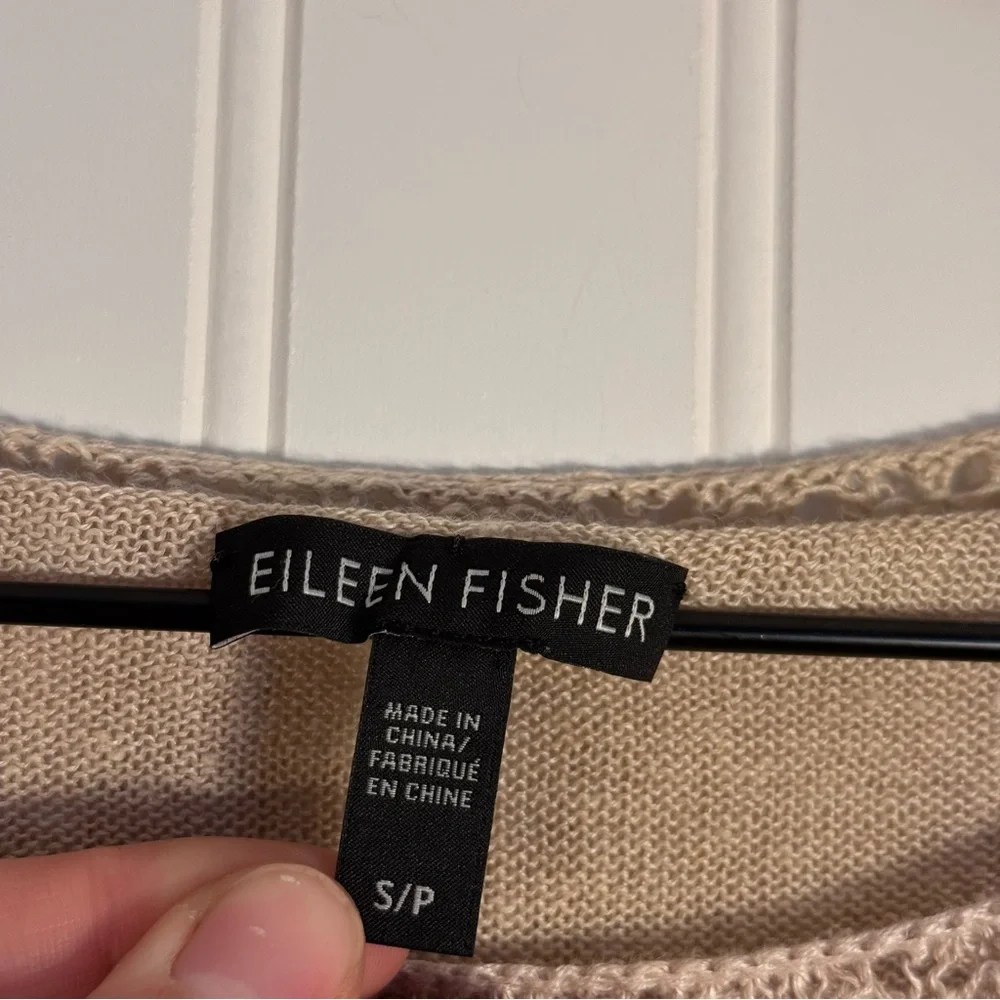 EILEEN FISHER
MADE IN
CHINA/
FABRIQUÉ
EN CHINE
S/P